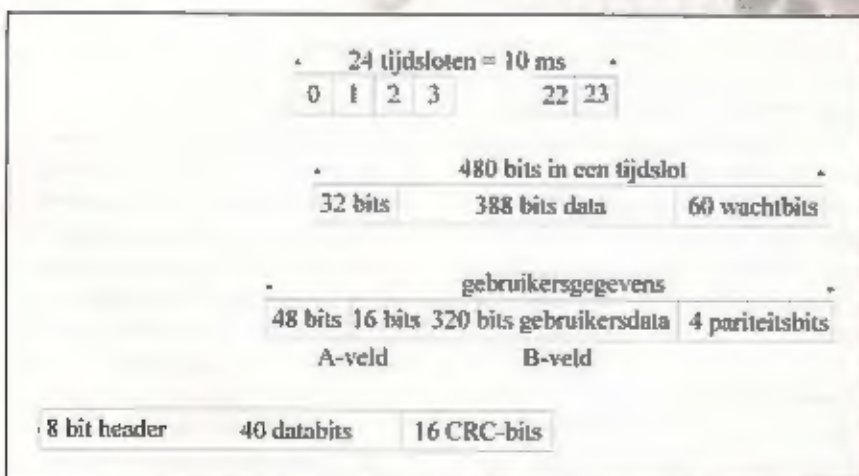 24 tijdsloten = 10 ms
0 1 2 3 22 23
480 bits in een tijdslot
32 bits 388 bits data 60 wachtbits
gebruikersgegevens
48 bits 16 bits 320 bits gebruikersdata 4 pariteitsbits
A-veld B-veld
8 bit header 40 databits 16 CRC-bits